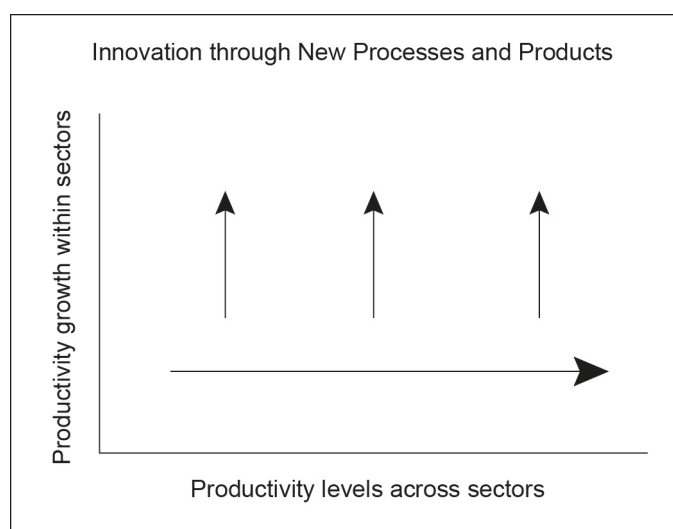 Innovation through New Processes and Products
Productivity growth within sectors
Productivity levels across sectors